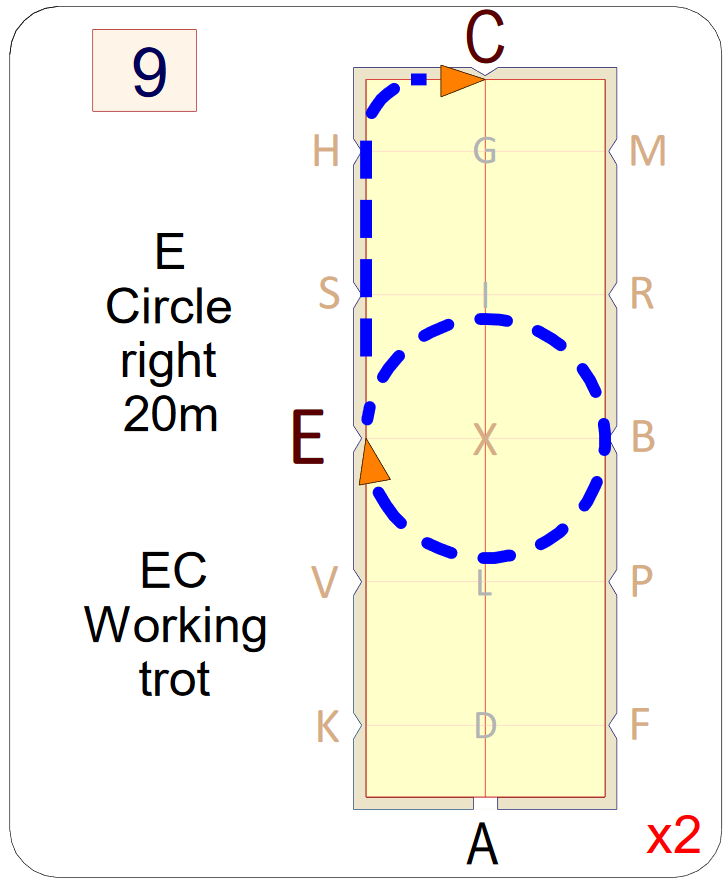 9
C
H G M
E
Circle
right
20m
S I R
E X B
EC
Working
trot
V L P
K D F
A
x2